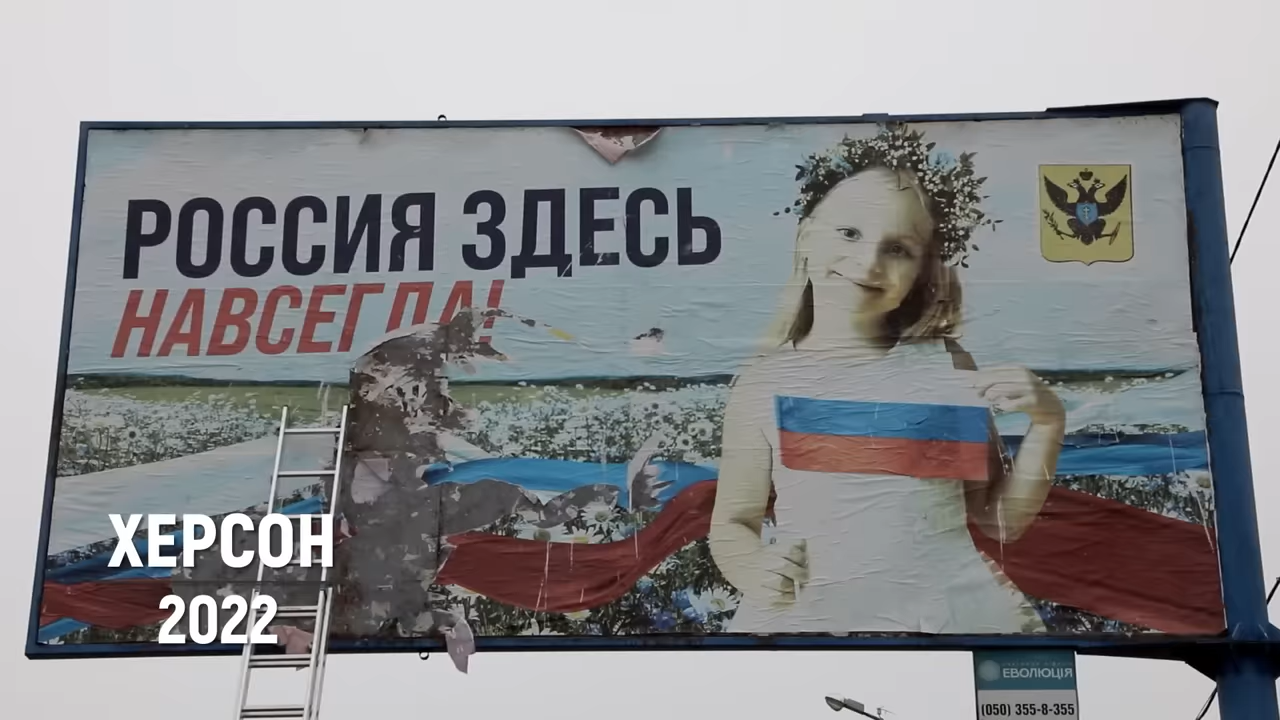 РОССИЯ ЗДЕСЬ
НАВСЕГДА!
ХЕРСОН
2022
ЕВОЛЮЦІЯ
(050) 355-8-355